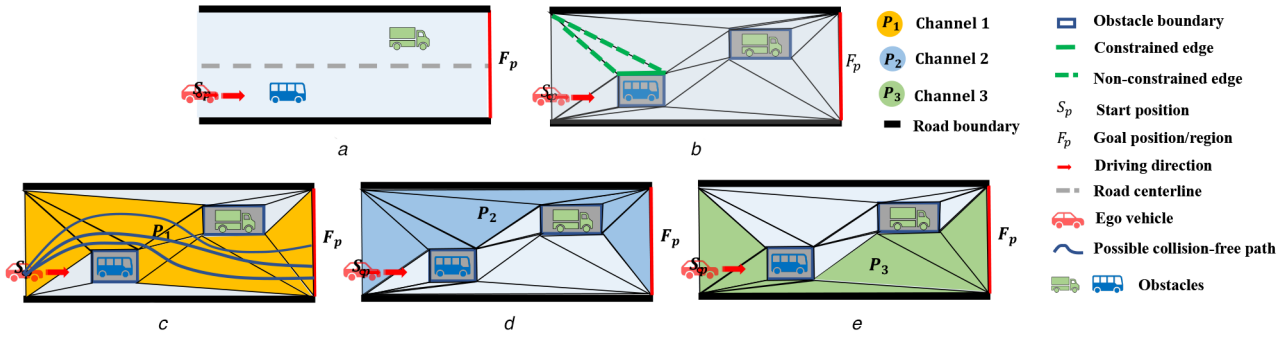 S_p
F_p
a
S_p
F_p
b
P_1 Channel 1
P_2 Channel 2
P_3 Channel 3
Road boundary
Obstacle boundary
Constrained edge
Non-constrained edge
S_p Start position
F_p Goal position/region
Driving direction
Road centerline
Ego vehicle
Possible collision-free path
Obstacles
P_1
S_p
F_p
c
P_2
S_p
F_p
d
P_3
S_p
F_p
e